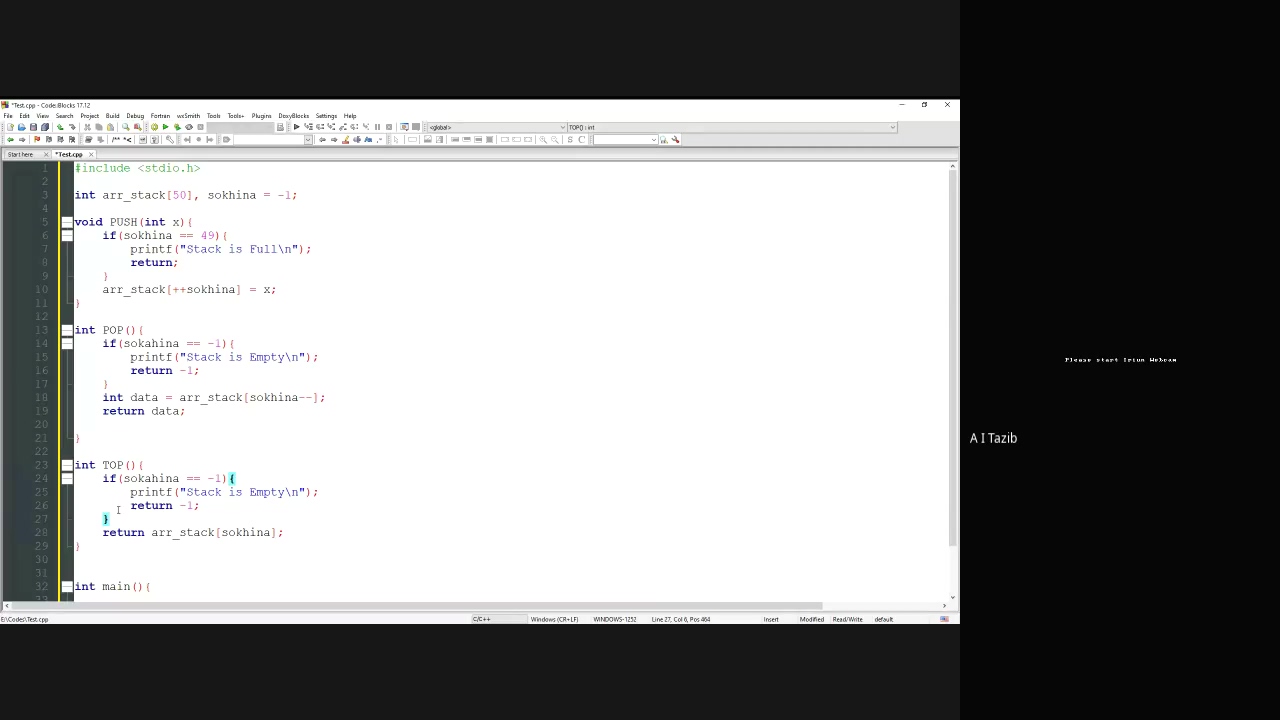 *Test.cpp - Code::Blocks 17.12
File Edit View Search Project Build Debug Fortran wxSmith Tools Tools+ Plugins DoxyBlocks Settings Help
<global> TOP() : int
Start here *Test.cpp
1 #include <stdio.h>
2
3 int arr_stack[50], sokhina = -1;
4
5 void PUSH(int x){
6 if(sokhina == 49){
7 printf("Stack is Full\n");
8 return;
9 }
10 arr_stack[++sokhina] = x;
11 }
12
13 int POP(){
14 if(sokahina == -1){
15 printf("Stack is Empty\n");
16 return -1;
17 }
18 int data = arr_stack[sokhina--];
19 return data;
20
21 }
22
23 int TOP(){
24 if(sokahina == -1){
25 printf("Stack is Empty\n");
26 return -1;
27 }
28 return arr_stack[sokhina];
29 }
30
31
32 int main(){
33
E:\Codes\Test.cpp C/C++ Windows (CR+LF) WINDOWS-1252 Line 27, Col 6, Pos 464 Insert Modified Read/Write default
Please start Iriun Webcam
A I Tazib